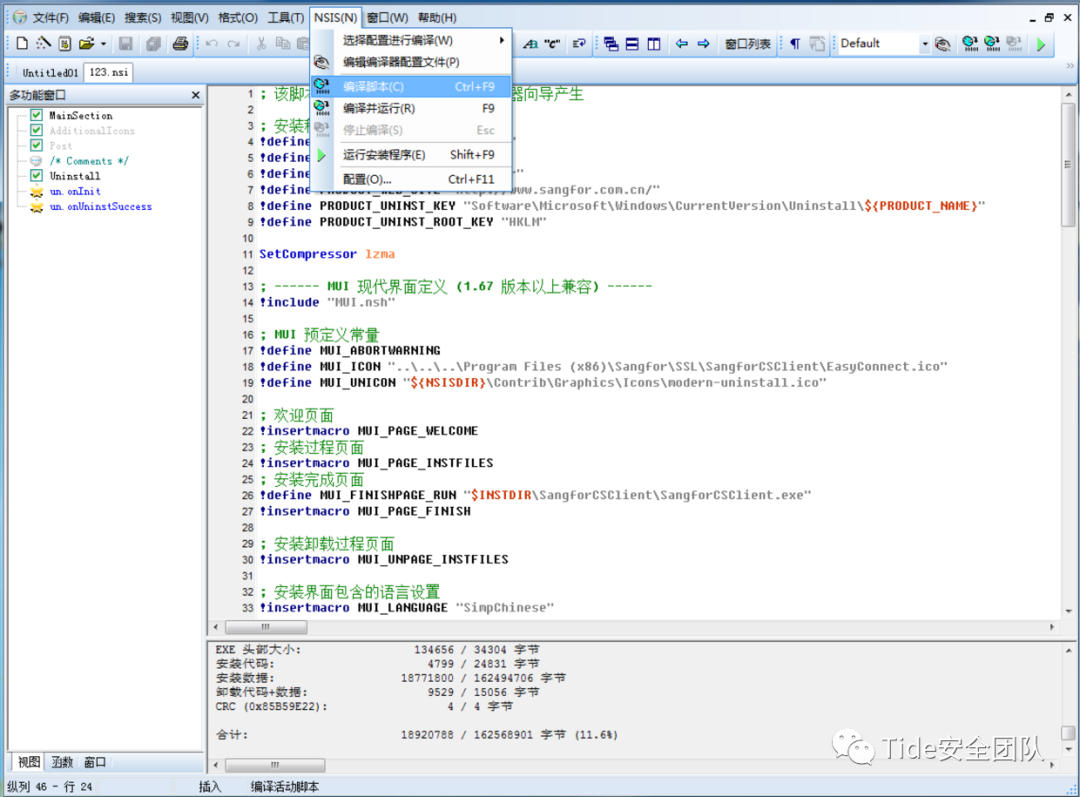 文件(F) 编辑(E) 搜索(S) 视图(V) 格式(O) 工具(T) NSIS(N) 窗口(W) 帮助(H)
窗口列表 Default
Untitled01 123.nsi
选择配置进行编译(W)
编辑编译器配置文件(P)
编译脚本(C) Ctrl+F9
编译并运行(R) F9
停止编译(S) Esc
运行安装程序(E) Shift+F9
配置(O)... Ctrl+F11
多功能窗口
MainSection
AdditionalIcons
Post
/* Comments */
Uninstall
un.onInit
un.onUninstSuccess
1 ; 该脚 器向导产生
2
3 ; 安装
4 !define
5 !define
6 !define
7 !define PRODUCT_WEB_SITE "http://www.sangfor.com.cn/"
8 !define PRODUCT_UNINST_KEY "Software\Microsoft\Windows\CurrentVersion\Uninstall\${PRODUCT_NAME}"
9 !define PRODUCT_UNINST_ROOT_KEY "HKLM"
10
11 SetCompressor lzma
12
13 ; ------ MUI 现代界面定义 (1.67 版本以上兼容) ------
14 !include "MUI.nsh"
15
16 ; MUI 预定义常量
17 !define MUI_ABORTWARNING
18 !define MUI_ICON "..\..\..\Program Files (x86)\Sangfor\SSL\SangforCSClient\EasyConnect.ico"
19 !define MUI_UNICON "${NSISDIR}\Contrib\Graphics\Icons\modern-uninstall.ico"
20
21 ; 欢迎页面
22 !insertmacro MUI_PAGE_WELCOME
23 ; 安装过程页面
24 !insertmacro MUI_PAGE_INSTFILES
25 ; 安装完成页面
26 !define MUI_FINISHPAGE_RUN "$INSTDIR\SangforCSClient\SangforCSClient.exe"
27 !insertmacro MUI_PAGE_FINISH
28
29 ; 安装卸载过程页面
30 !insertmacro MUI_UNPAGE_INSTFILES
31
32 ; 安装界面包含的语言设置
33 !insertmacro MUI_LANGUAGE "SimpChinese"
EXE 头部大小: 134656 / 34304 字节
安装代码: 4799 / 24831 字节
安装数据: 18771800 / 162494706 字节
卸载代码+数据: 9529 / 15056 字节
CRC (0x85B59E22): 4 / 4 字节
合计: 18920788 / 162568901 字节 (11.6%)
Tide安全团队
视图 函数 窗口
纵列 46 - 行 24 插入 编译活动脚本